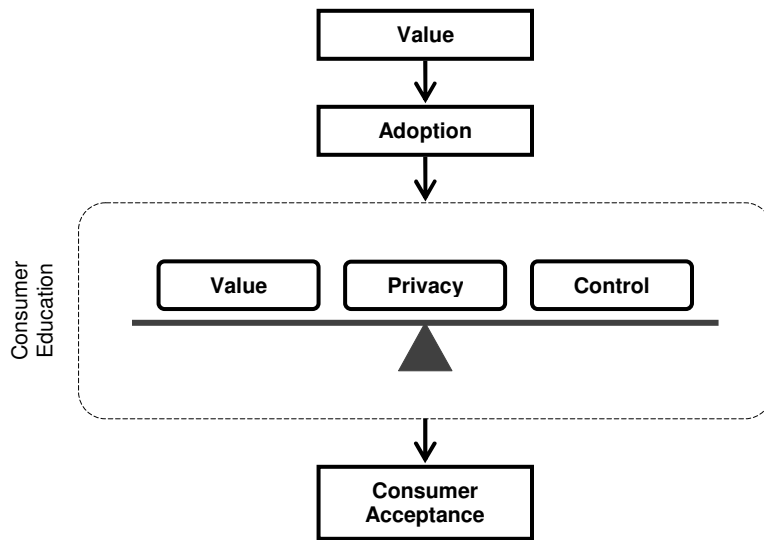 Value
Adoption
Consumer
Education
Value
Privacy
Control
Consumer
Acceptance